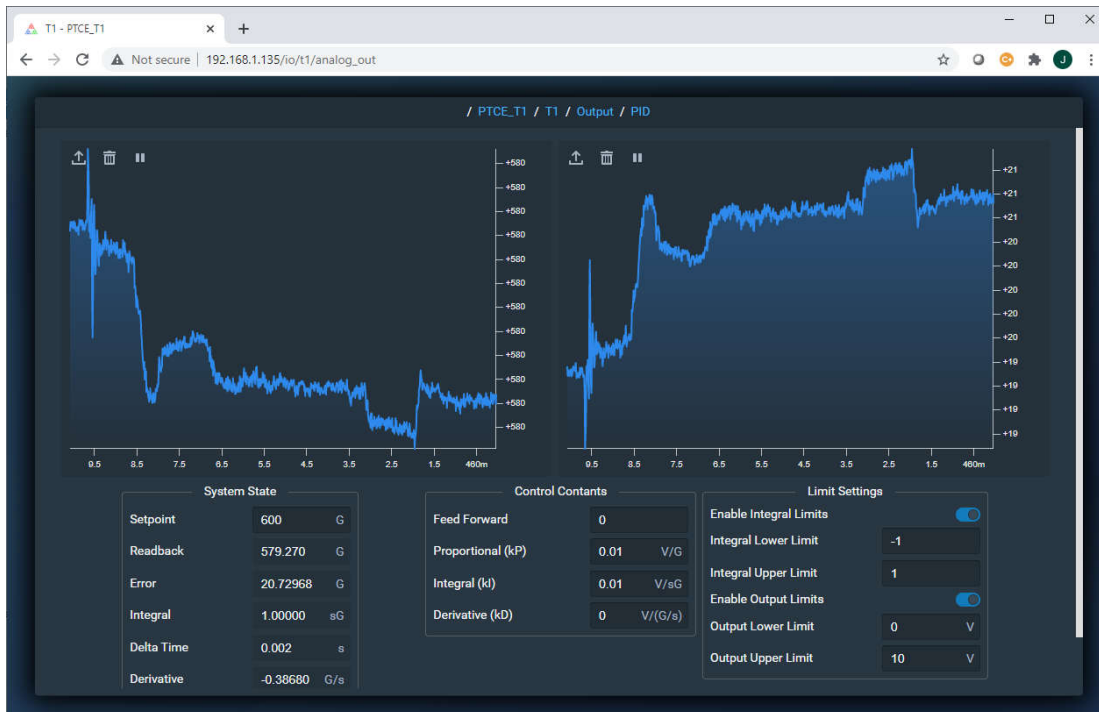 T1 - PTCE_T1
Not secure | 192.168.1.135/io/t1/analog_out
J
/ PTCE_T1 / T1 / Output / PID
+580
+580
+580
+580
+580
+580
+580
+580
+580
+580
+580
+580
9.5 8.5 7.5 6.5 5.5 4.5 3.5 2.5 1.5 460m
+21
+21
+21
+20
+20
+20
+20
+20
+19
+19
+19
+19
9.5 8.5 7.5 6.5 5.5 4.5 3.5 2.5 1.5 460m
System State
Setpoint 600 G
Readback 579.270 G
Error 20.72968 G
Integral 1.00000 sG
Delta Time 0.002 s
Derivative -0.38680 G/s
Control Contants
Feed Forward 0
Proportional (kP) 0.01 V/G
Integral (kI) 0.01 V/sG
Derivative (kD) 0 V/(G/s)
Limit Settings
Enable Integral Limits
Integral Lower Limit -1
Integral Upper Limit 1
Enable Output Limits
Output Lower Limit 0 V
Output Upper Limit 10 V